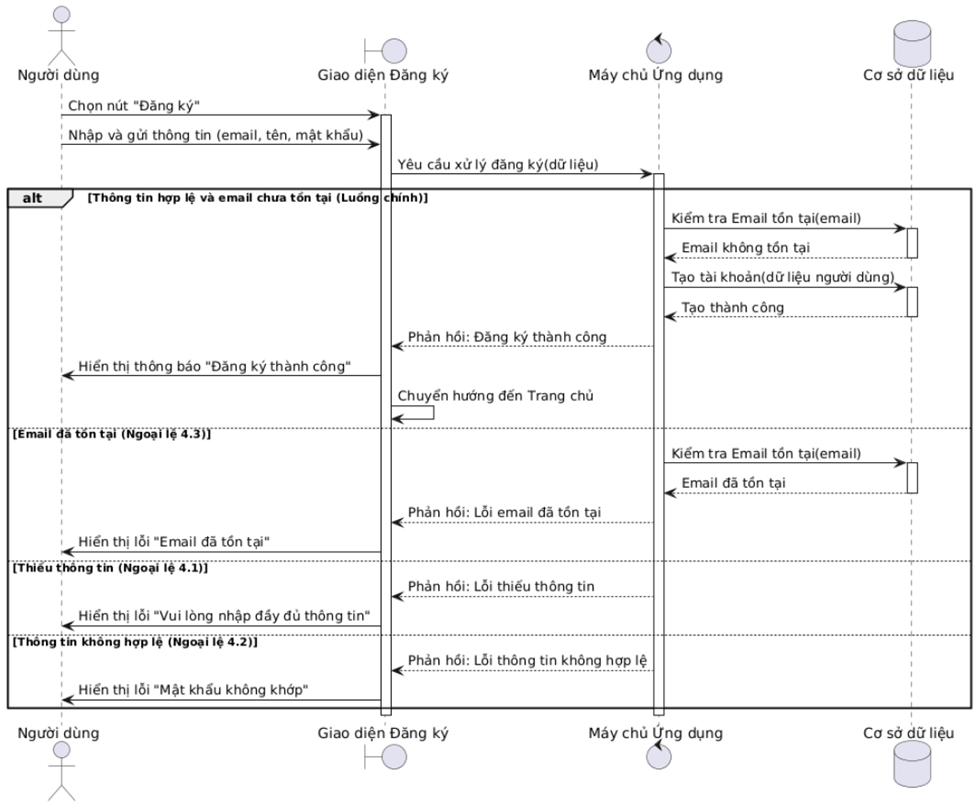 Người dùng
Giao diện Đăng ký
Máy chủ Ứng dụng
Cơ sở dữ liệu
Chọn nút "Đăng ký"
Nhập và gửi thông tin (email, tên, mật khẩu)
Yêu cầu xử lý đăng ký(dữ liệu)
alt
[Thông tin hợp lệ và email chưa tồn tại (Luồng chính)]
Kiểm tra Email tồn tại(email)
Email không tồn tại
Tạo tài khoản(dữ liệu người dùng)
Tạo thành công
Phản hồi: Đăng ký thành công
Hiển thị thông báo "Đăng ký thành công"
Chuyển hướng đến Trang chủ
[Email đã tồn tại (Ngoại lệ 4.3)]
Kiểm tra Email tồn tại(email)
Email đã tồn tại
Phản hồi: Lỗi email đã tồn tại
Hiển thị lỗi "Email đã tồn tại"
[Thiếu thông tin (Ngoại lệ 4.1)]
Phản hồi: Lỗi thiếu thông tin
Hiển thị lỗi "Vui lòng nhập đầy đủ thông tin"
[Thông tin không hợp lệ (Ngoại lệ 4.2)]
Phản hồi: Lỗi thông tin không hợp lệ
Hiển thị lỗi "Mật khẩu không khớp"
Người dùng
Giao diện Đăng ký
Máy chủ Ứng dụng
Cơ sở dữ liệu